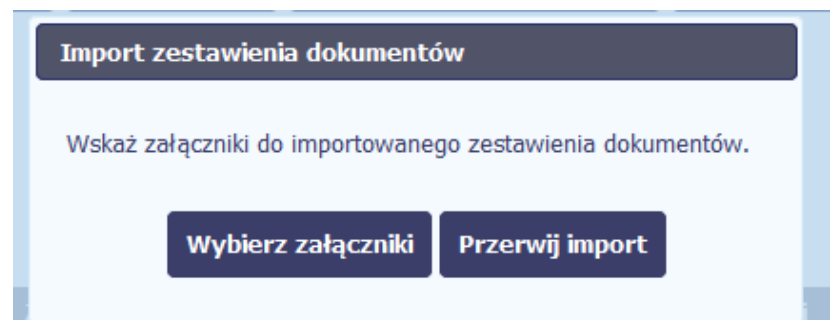 Import zestawienia dokumentów
Wskaż załączniki do importowanego zestawienia dokumentów.
Wybierz załączniki Przerwij import